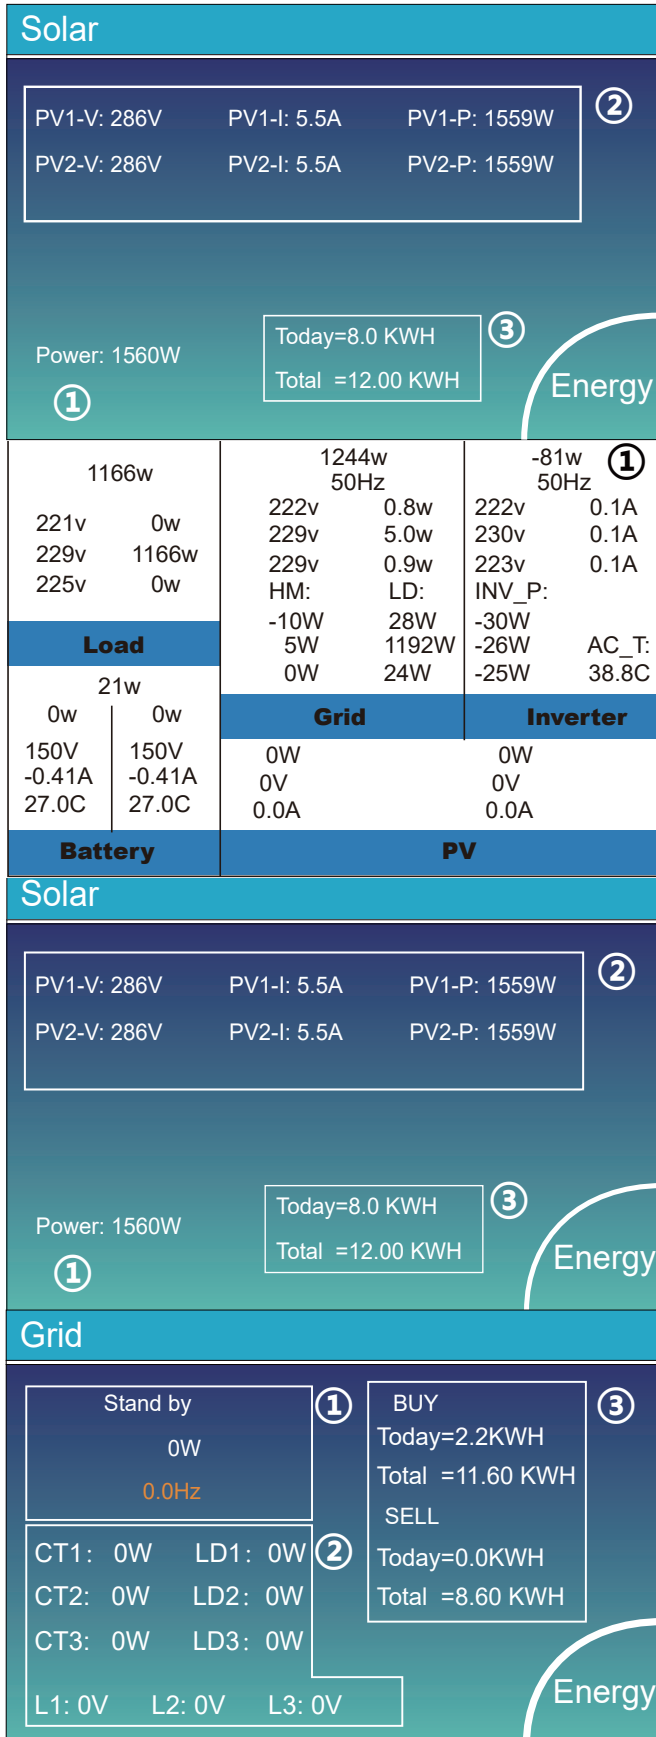 Solar
PV1-V: 286V PV1-I: 5.5A PV1-P: 1559W ②
PV2-V: 286V PV2-I: 5.5A PV2-P: 1559W
Today=8.0 KWH ③
Power: 1560W
Total =12.00 KWH
Energy
①
1166w
221v 0w
229v 1166w
225v 0w
Load
1244w
50Hz
222v 0.8w
229v 5.0w
229v 0.9w
HM: LD:
-10W 28W
5W 1192W
0W 24W
Grid
-81w ①
50Hz
222v 0.1A
230v 0.1A
223v 0.1A
INV_P:
-30W
-26W AC_T:
-25W 38.8C
Inverter
21w
0w 0w
150V 150V
-0.41A -0.41A
27.0C 27.0C
Battery
0W 0W
0V 0V
0.0A 0.0A
PV
Solar
PV1-V: 286V PV1-I: 5.5A PV1-P: 1559W ②
PV2-V: 286V PV2-I: 5.5A PV2-P: 1559W
Today=8.0 KWH ③
Power: 1560W
Total =12.00 KWH
Energy
①
Grid
Stand by ①
0W
0.0Hz
CT1: 0W LD1: 0W ②
CT2: 0W LD2: 0W
CT3: 0W LD3: 0W
L1: 0V L2: 0V L3: 0V
BUY ③
Today=2.2KWH
Total =11.60 KWH
SELL
Today=0.0KWH
Total =8.60 KWH
Energy